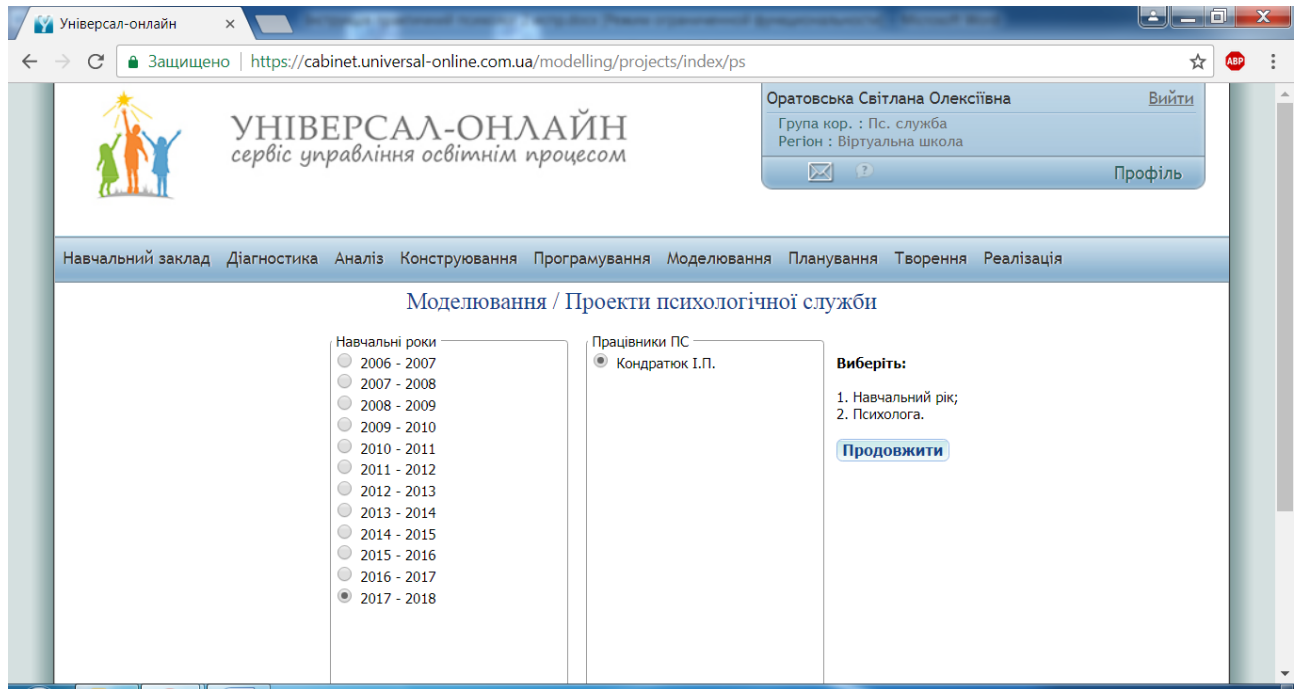 Універсал-онлайн
Защищено https://cabinet.universal-online.com.ua/modelling/projects/index/ps
ABP
УНІВЕРСАЛ-ОНЛАЙН
сервіс управління освітнім процесом
Оратовська Світлана Олексіївна Вийти
Група кор. : Пс. служба
Регіон : Віртуальна школа
Профіль
Навчальний заклад Діагностика Аналіз Конструювання Програмування Моделювання Планування Творення Реалізація
Моделювання / Проекти психологічної служби
Навчальні роки
2006 - 2007
2007 - 2008
2008 - 2009
2009 - 2010
2010 - 2011
2011 - 2012
2012 - 2013
2013 - 2014
2014 - 2015
2015 - 2016
2016 - 2017
2017 - 2018
Працівники ПС
Кондратюк І.П.
Виберіть:
1. Навчальний рік;
2. Психолога.
Продовжити